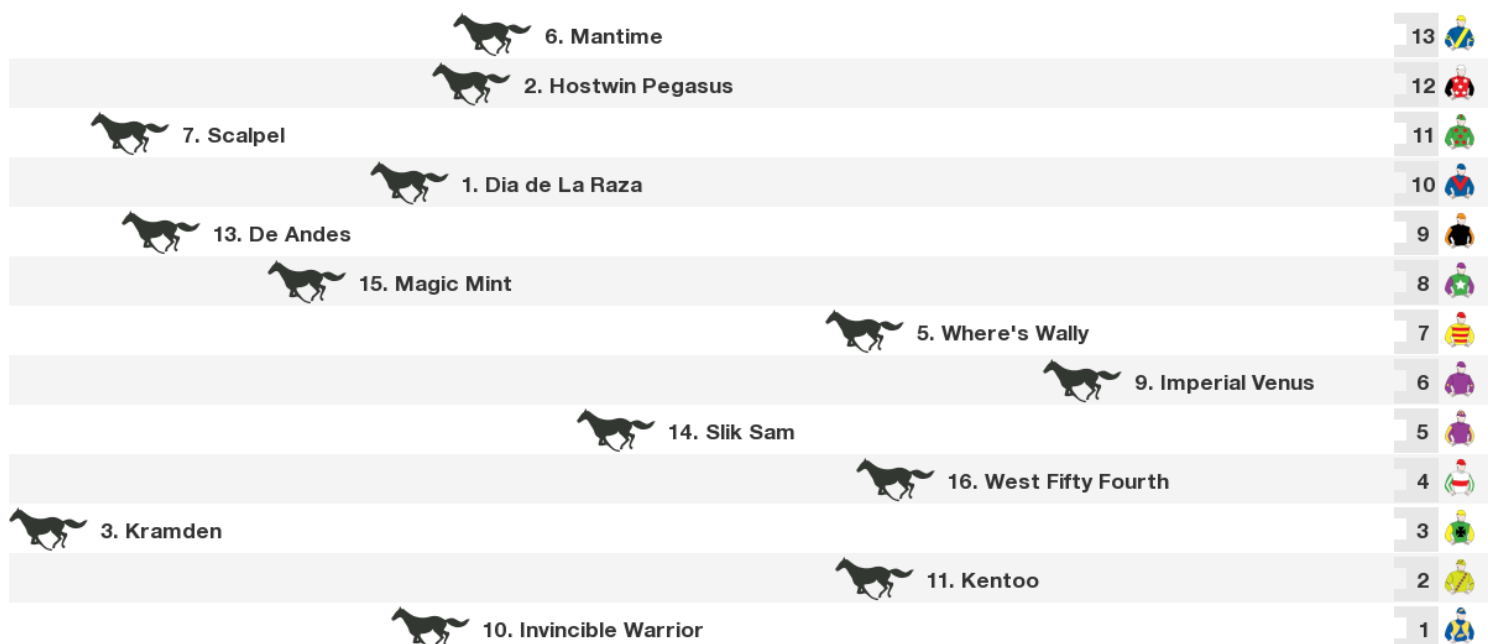 6. Mantime 13
2. Hostwin Pegasus 12
7. Scalpel 11
1. Dia de La Raza 10
13. De Andes 9
15. Magic Mint 8
5. Where's Wally 7
9. Imperial Venus 6
14. Slik Sam 5
16. West Fifty Fourth 4
3. Kramden 3
11. Kentoo 2
10. Invincible Warrior 1